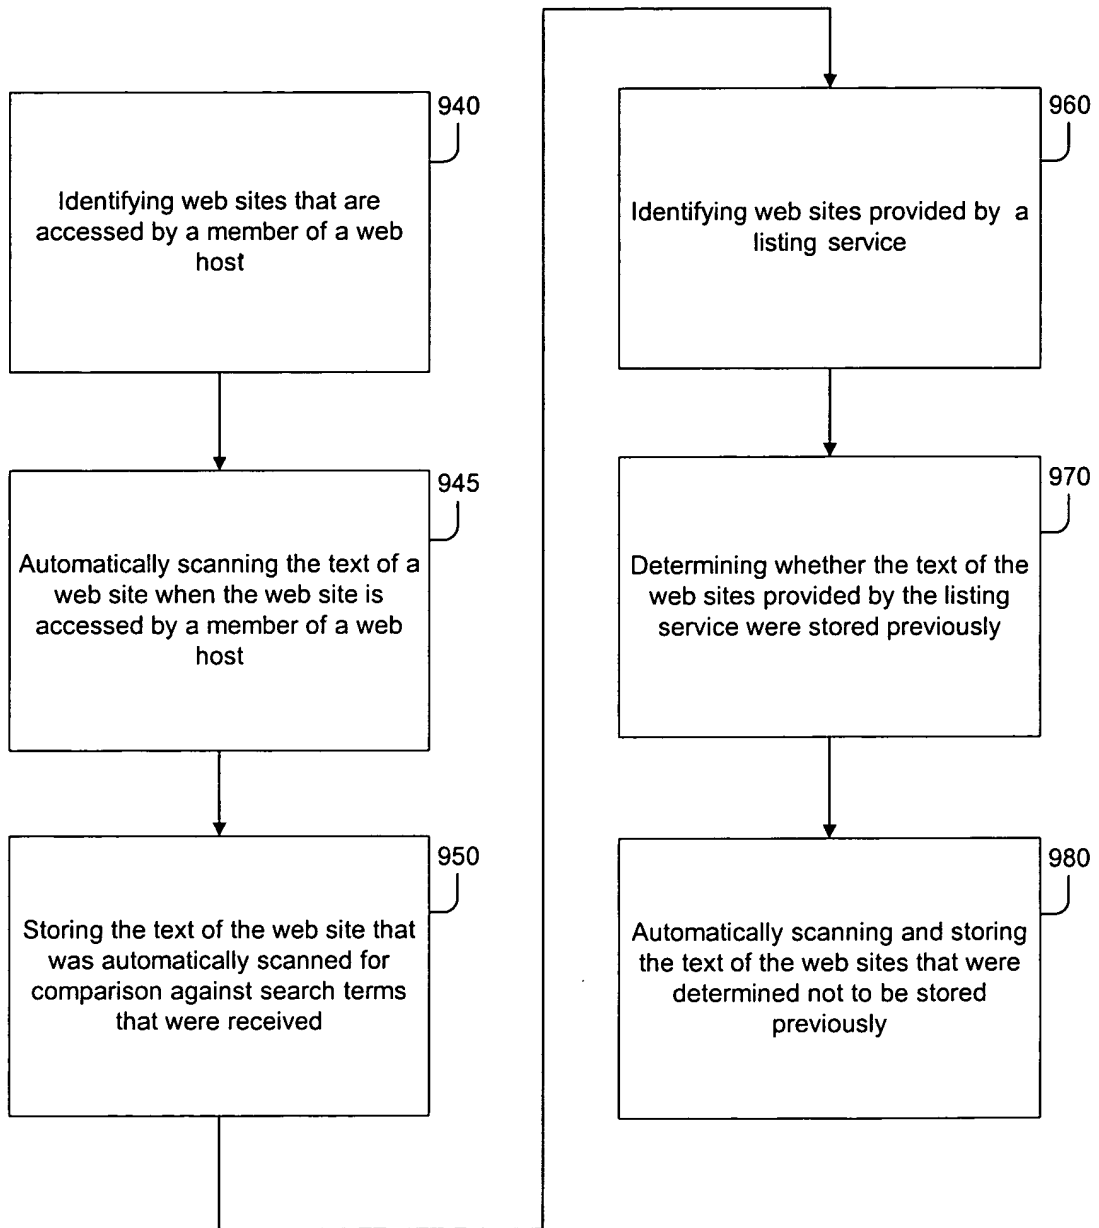 940
Identifying web sites that are
accessed by a member of a web
host
945
Automatically scanning the text of a
web site when the web site is
accessed by a member of a web
host
950
Storing the text of the web site that
was automatically scanned for
comparison against search terms
that were received
960
Identifying web sites provided by a
listing service
970
Determining whether the text of the
web sites provided by the listing
service were stored previously
980
Automatically scanning and storing
the text of the web sites that were
determined not to be stored
previously